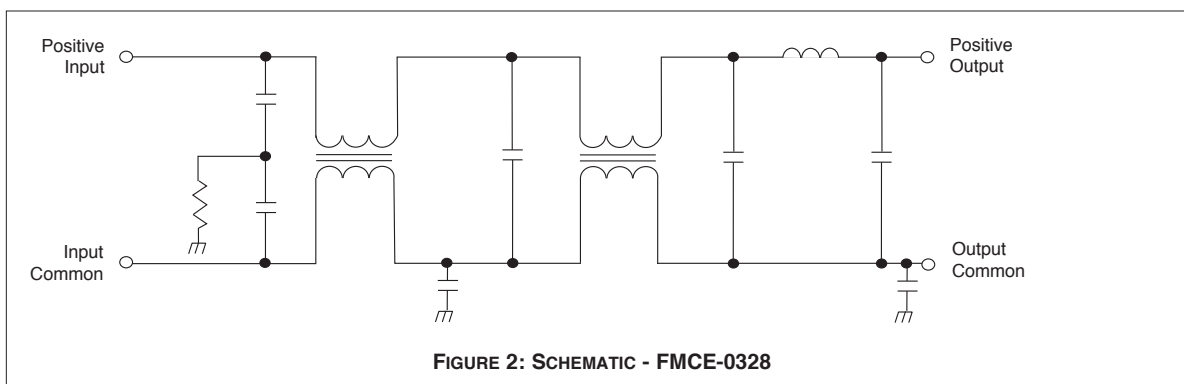 Positive
Input
Positive
Output
Input
Common
Output
Common
FIGURE 2: SCHEMATIC - FMCE-0328